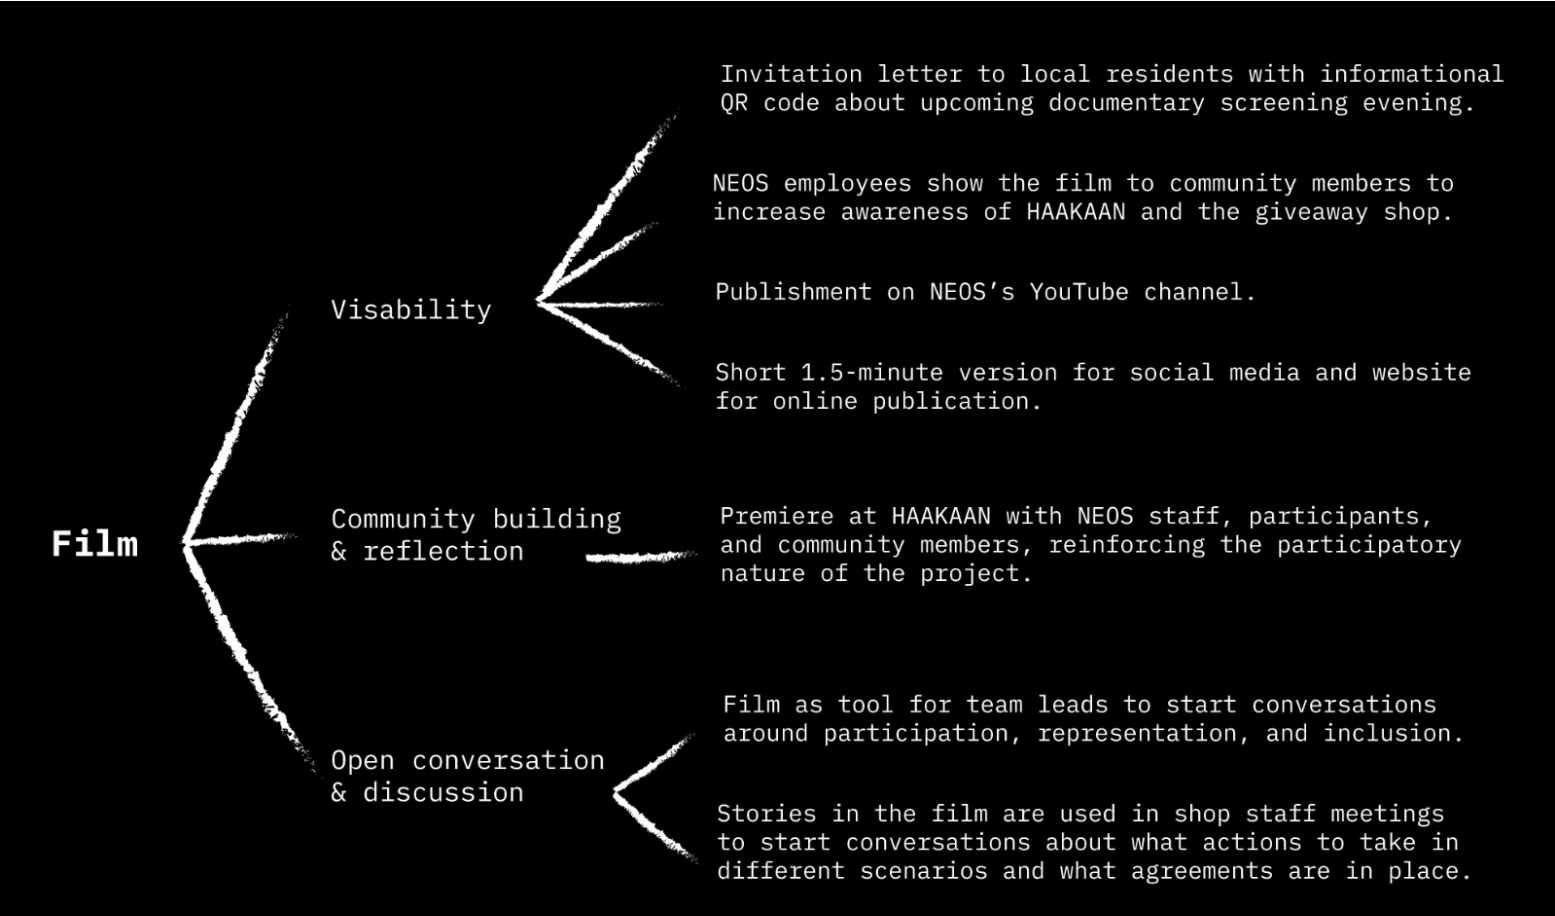 Film
Visability
Invitation letter to local residents with informational
QR code about upcoming documentary screening evening.
NEOS employees show the film to community members to
increase awareness of HAAKAAN and the giveaway shop.
Publishment on NEOS’s YouTube channel.
Short 1.5-minute version for social media and website
for online publication.
Community building
& reflection
Premiere at HAAKAAN with NEOS staff, participants,
and community members, reinforcing the participatory
nature of the project.
Open conversation
& discussion
Film as tool for team leads to start conversations
around participation, representation, and inclusion.
Stories in the film are used in shop staff meetings
to start conversations about what actions to take in
different scenarios and what agreements are in place.